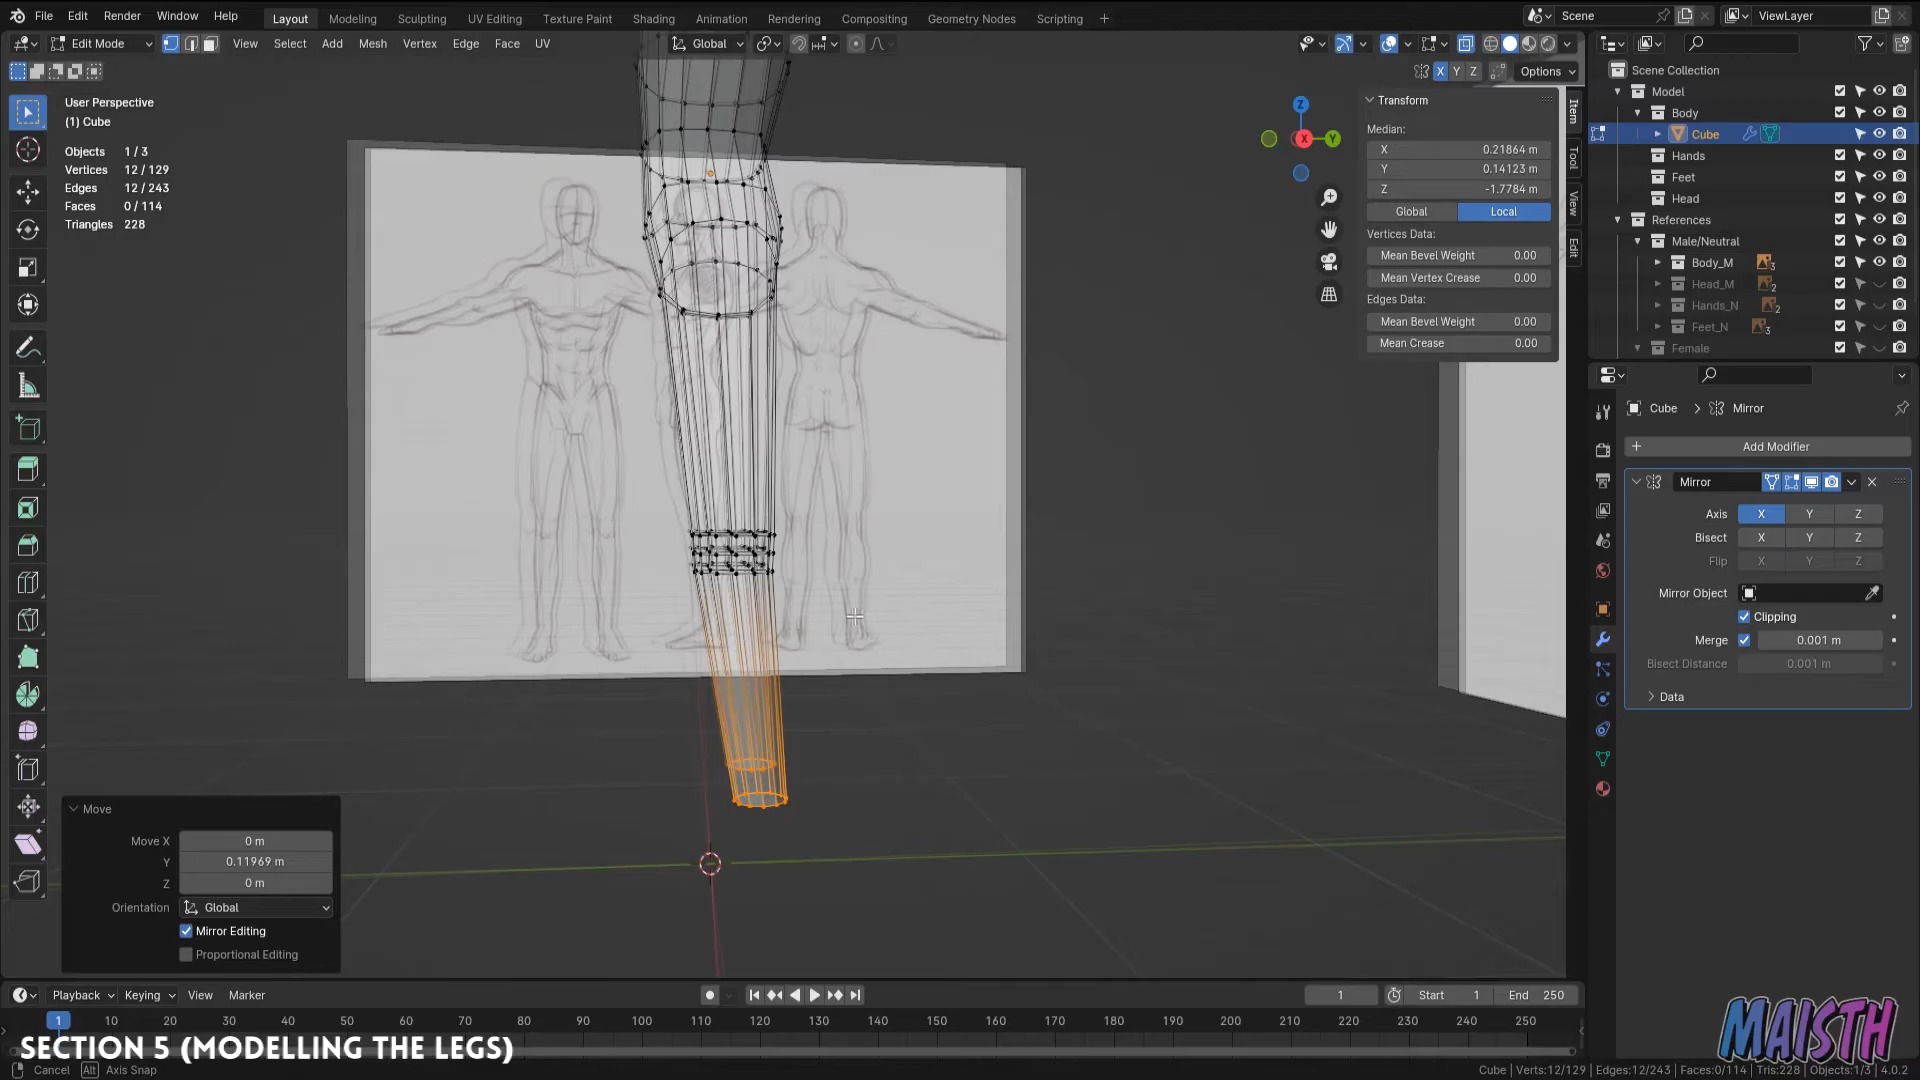 File Edit Render Window Help Layout Modeling Sculpting UV Editing Texture Paint Shading Animation Rendering Compositing Geometry Nodes Scripting + Scene ViewLayer
Edit Mode View Select Add Mesh Vertex Edge Face UV Global
X Y Z Options
User Perspective
(1) Cube
Objects 1 / 3
Vertices 12 / 129
Edges 12 / 243
Faces 0 / 114
Triangles 228
Z
X
Y
Transform
Median:
X 0.21864 m
Y 0.14123 m
Z -1.7784 m
Global Local
Vertices Data:
Mean Bevel Weight 0.00
Mean Vertex Crease 0.00
Edges Data:
Mean Bevel Weight 0.00
Mean Crease 0.00
Item
Tool
View
Edit
Scene Collection
Model
Body
Cube
Hands
Feet
Head
References
Male/Neutral
Body_M 3
Head_M 2
Hands_N 2
Feet_N 3
Female
Cube > Mirror
+ Add Modifier
Mirror
Axis X Y Z
Bisect X Y Z
Flip X Y Z
Mirror Object
Clipping
Merge 0.001 m
Bisect Distance 0.001 m
Data
Move
Move X 0 m
Y 0.11969 m
Z 0 m
Orientation Global
Mirror Editing
Proportional Editing
Playback Keying View Marker 1 Start 1 End 250
1 10 20 30 40 50 60 70 80 90 100 110 120 130 140 150 160 170 180 190 200 210 220 230 240 250
SECTION 5 (MODELLING THE LEGS)
MAISTH
Cancel Alt Axis Snap Cube | Verts:12/129 | Edges:12/243 | Faces:0/114 | Tris:228 | Objects:1/3 | 4.0.2